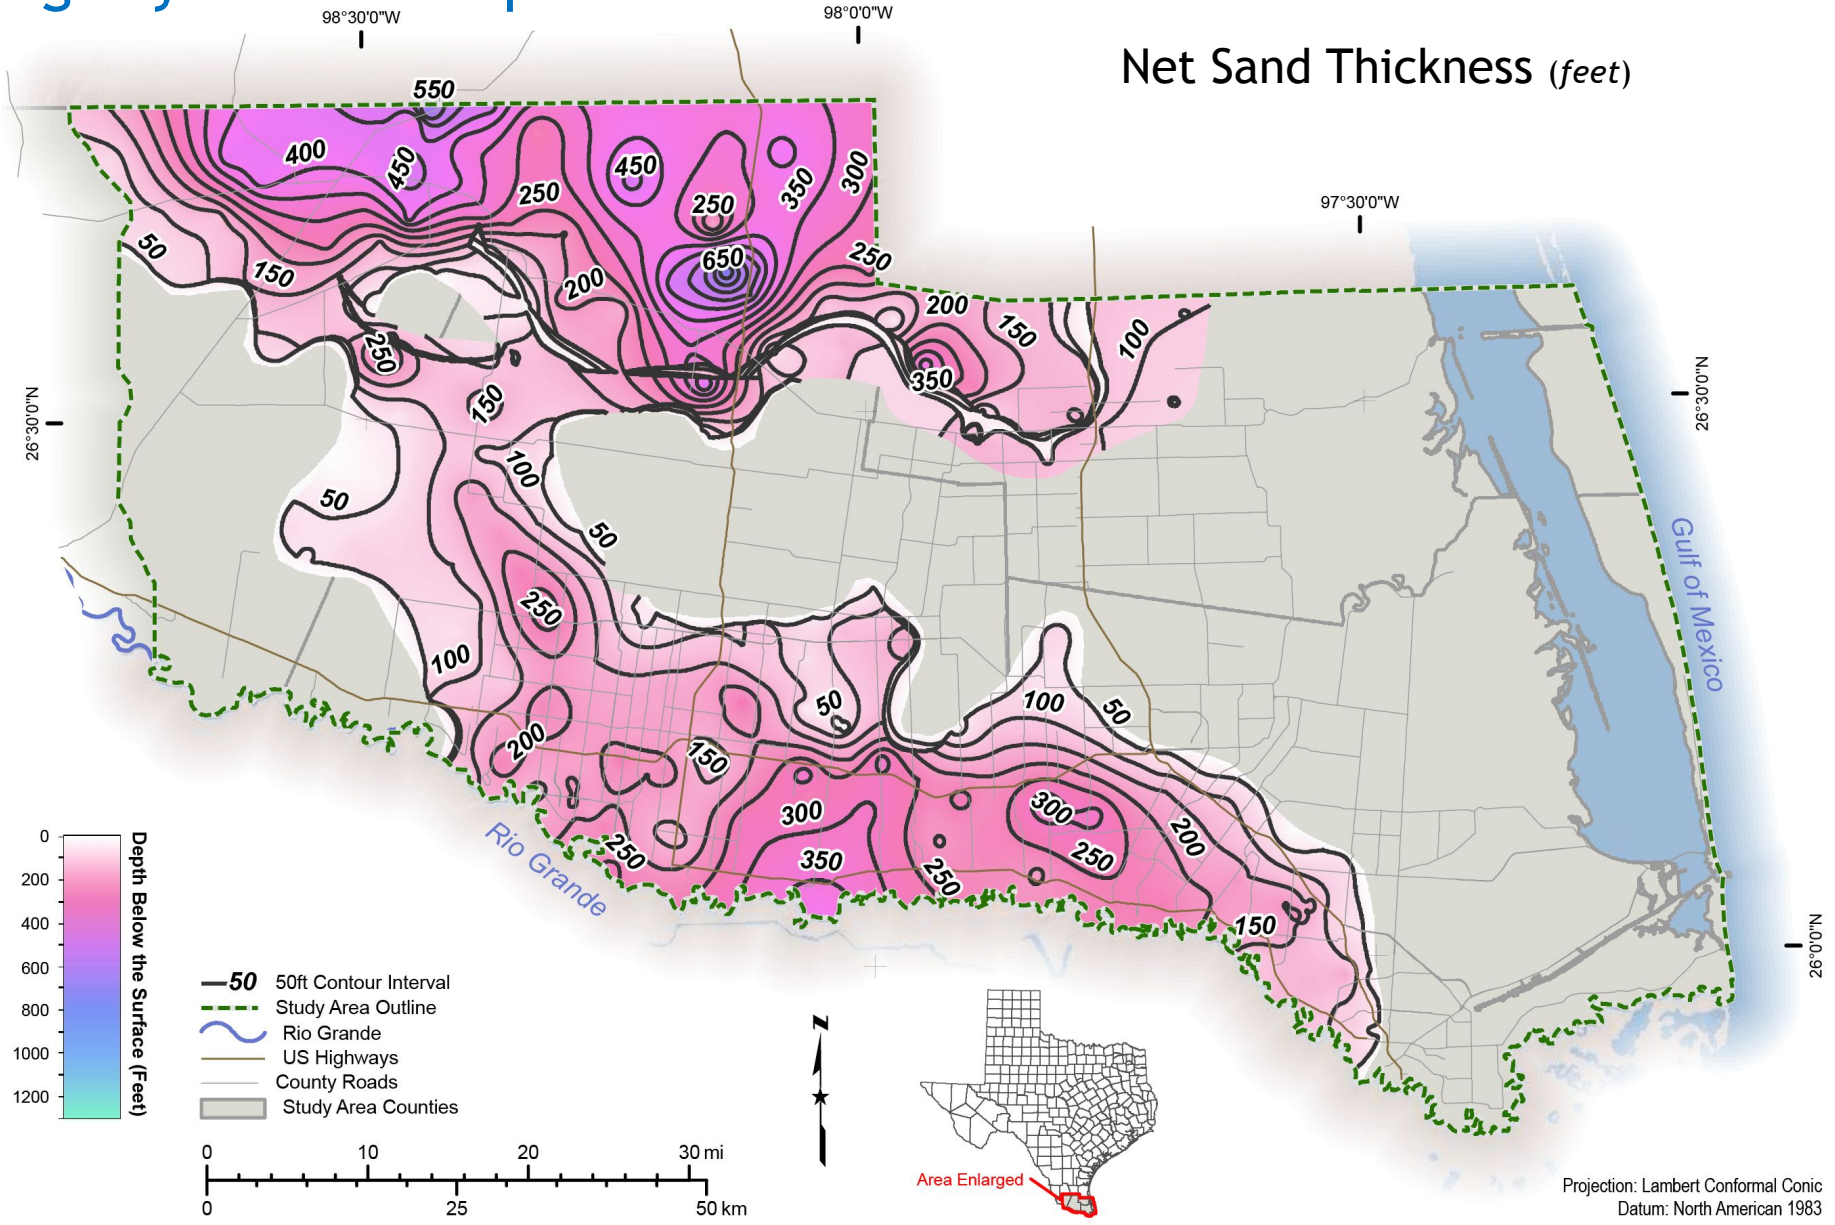 98°30'0"W
98°0'0"W
Net Sand Thickness (feet)
97°30'0"W
26°30'0"N
26°30'0"N
26°0'0"N
550
400
450
450
250
250
350
300
650
250
50
150
200
200
150
100
250
350
150
100
50
50
250
100
50
100
50
200
150
300
350
250
250
300
250
200
150
Gulf of Mexico
Rio Grande
0
200
400
600
800
1000
1200
Depth Below the Surface (Feet)
50 50ft Contour Interval
Study Area Outline
Rio Grande
US Highways
County Roads
Study Area Counties
0 10 20 30 mi
0 25 50 km
N
Area Enlarged
Projection: Lambert Conformal Conic
Datum: North American 1983